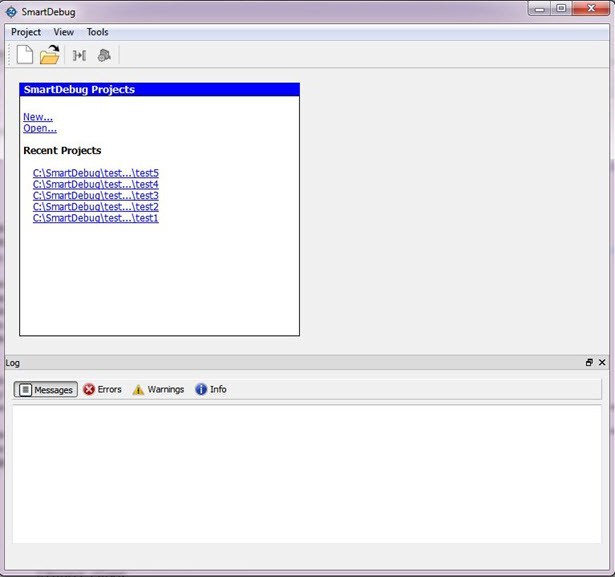 SmartDebug
Project View Tools
SmartDebug Projects
New...
Open...
Recent Projects
C:\SmartDebug\test...\test5
C:\SmartDebug\test...\test4
C:\SmartDebug\test...\test3
C:\SmartDebug\test...\test2
C:\SmartDebug\test...\test1
Log
Messages Errors Warnings Info